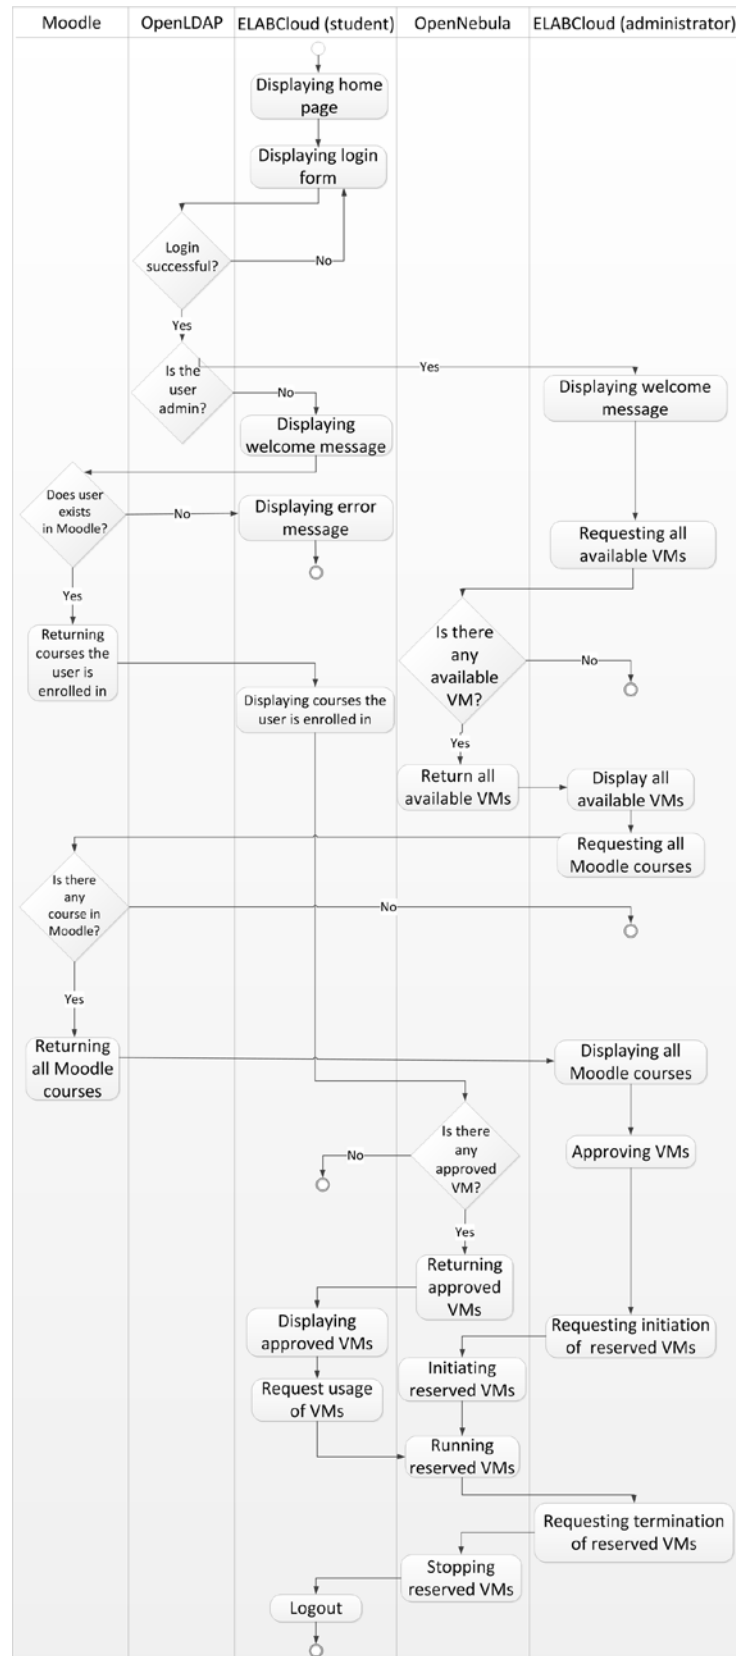 Moodle
OpenLDAP
ELABCloud (student)
OpenNebula
ELABCloud (administrator)
Displaying home
page
Displaying login
form
Login
successful?
No
Yes
Is the
user
admin?
Yes
No
Displaying welcome
message
Displaying
welcome message
Does user
exists
in Moodle?
No
Displaying error
message
Requesting all
available VMs
Yes
Returning
courses the
user is
enrolled in
Is there
any
available
VM?
No
Displaying courses the
user is enrolled in
Yes
Return all
available VMs
Display all
available VMs
Requesting all
Moodle courses
Is there
any
course in
Moodle?
No
Yes
Returning
all Moodle
courses
Displaying all
Moodle courses
Is there
any
approved
VM?
No
Approving VMs
Yes
Returning
approved
VMs
Displaying
approved VMs
Requesting initiation
of reserved VMs
Initiating
reserved VMs
Request usage
of VMs
Running
reserved VMs
Requesting termination
of reserved VMs
Stopping
reserved VMs
Logout